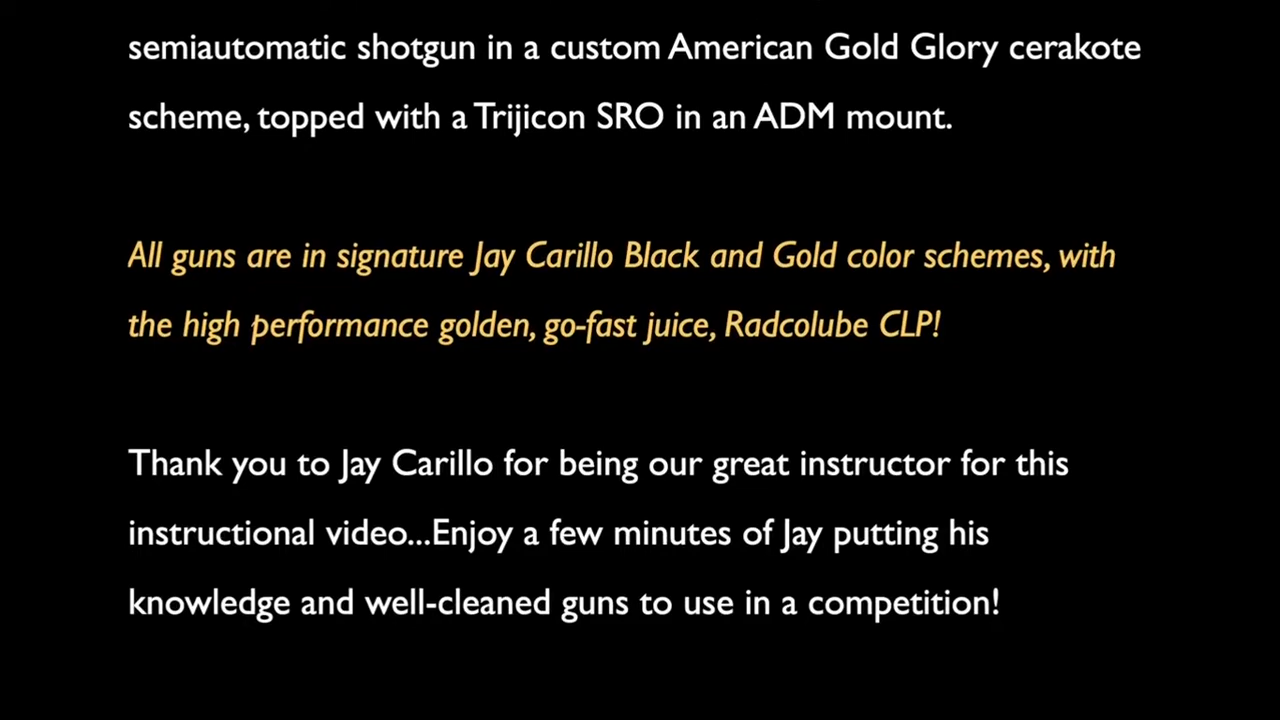 semiautomatic shotgun in a custom American Gold Glory cerakote
scheme, topped with a Trijicon SRO in an ADM mount.
All guns are in signature Jay Carillo Black and Gold color schemes, with
the high performance golden, go-fast juice, Radcolube CLP!
Thank you to Jay Carillo for being our great instructor for this
instructional video...Enjoy a few minutes of Jay putting his
knowledge and well-cleaned guns to use in a competition!